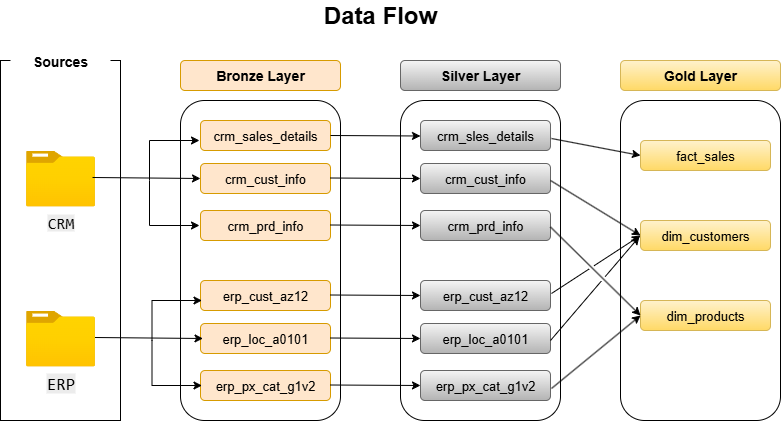 Data Flow
Sources
Bronze Layer
Silver Layer
Gold Layer
crm_sales_details
crm_sles_details
fact_sales
crm_cust_info
crm_cust_info
CRM
crm_prd_info
crm_prd_info
dim_customers
erp_cust_az12
erp_cust_az12
dim_products
erp_loc_a0101
erp_loc_a0101
ERP
erp_px_cat_g1v2
erp_px_cat_g1v2